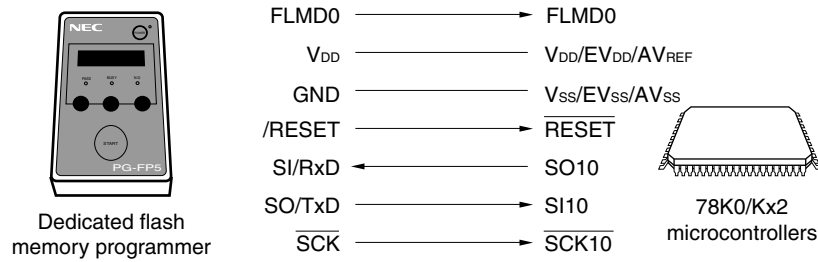 NEC
POWER
PASS BUSY N.G.
START
PG-FP5
Dedicated flash
memory programmer
FLMD0 FLMD0
VDD VDD/EVDD/AVREF
GND VSS/EVSS/AVSS
/RESET RESET
SI/RxD SO10
SO/TxD SI10
SCK SCK10
78K0/Kx2
microcontrollers